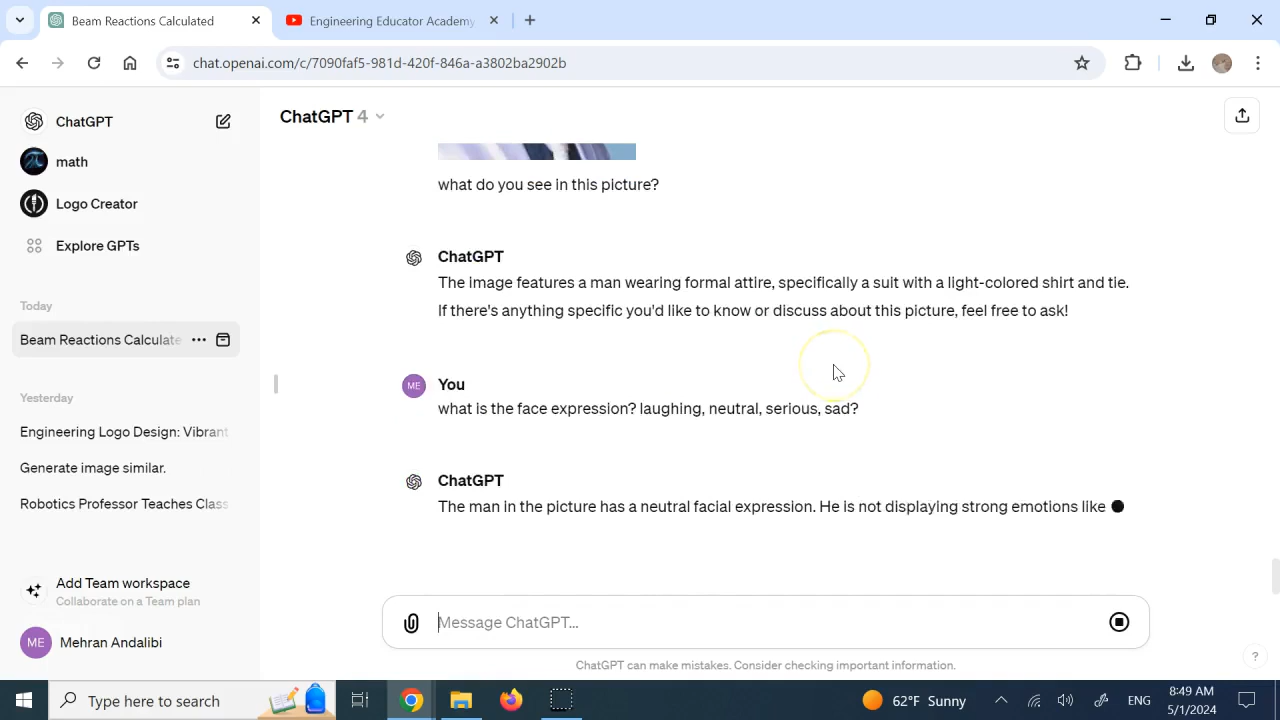 Beam Reactions Calculated
Engineering Educator Academy
chat.openai.com/c/7090faf5-981d-420f-846a-a3802ba2902b
ChatGPT
math
Logo Creator
Explore GPTs
Today
Beam Reactions Calculate
Yesterday
Engineering Logo Design: Vibrant
Generate image similar.
Robotics Professor Teaches Class
Add Team workspace
Collaborate on a Team plan
ME Mehran Andalibi
ChatGPT 4
what do you see in this picture?
ChatGPT
The image features a man wearing formal attire, specifically a suit with a light-colored shirt and tie.
If there's anything specific you'd like to know or discuss about this picture, feel free to ask!
ME You
what is the face expression? laughing, neutral, serious, sad?
ChatGPT
The man in the picture has a neutral facial expression. He is not displaying strong emotions like
Message ChatGPT...
ChatGPT can make mistakes. Consider checking important information.
?
Type here to search
62°F Sunny
ENG
8:49 AM
5/1/2024